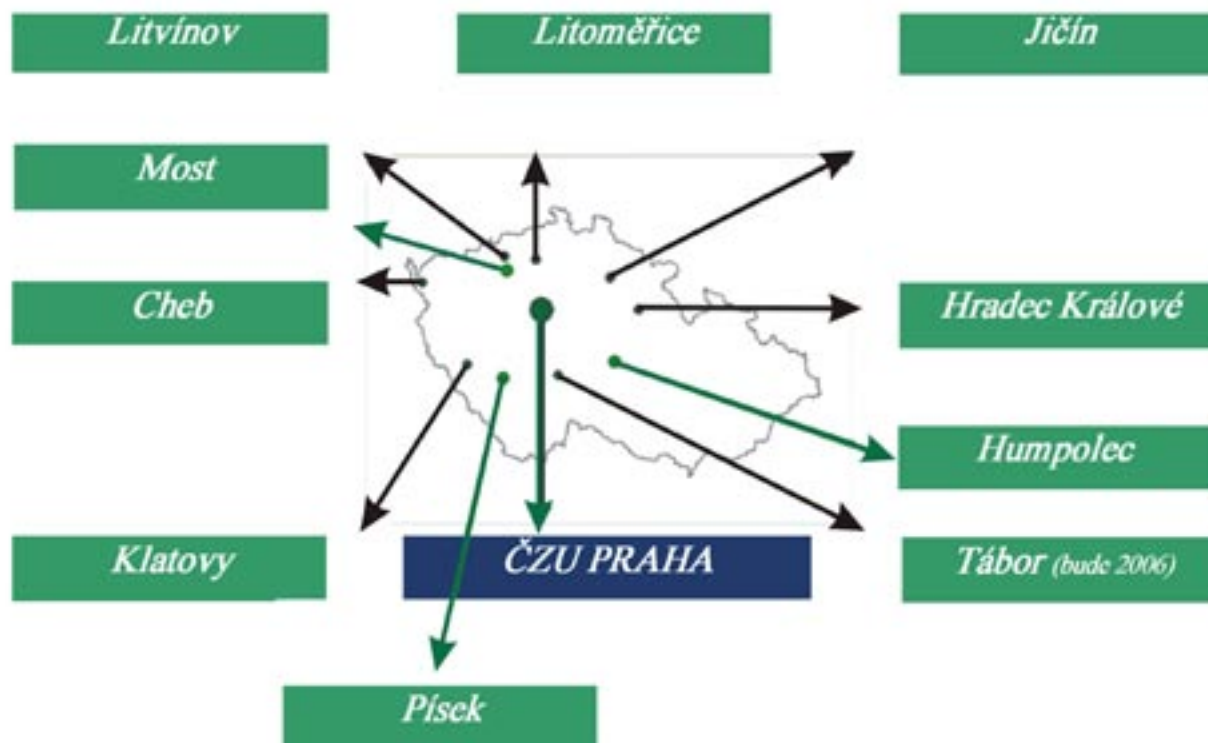 Litvínov
Litoměřice
Jičín
Most
Cheb
Hradec Králové
Humpolec
Klatovy
ČZU PRAHA
Tábor (bude 2006)
Písek